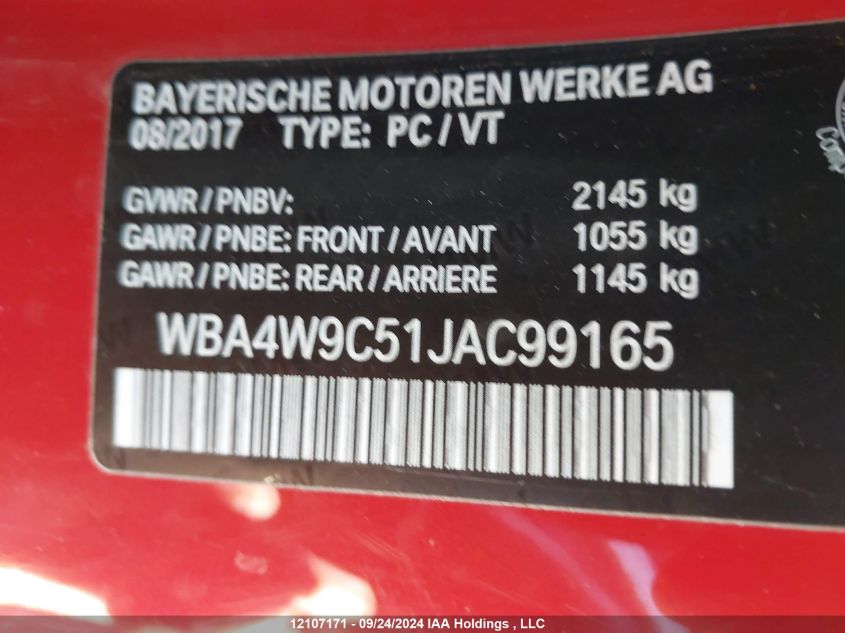 BAYERISCHE MOTOREN WERKE AG
08/2017 TYPE: PC / VT
GVWR / PNBV: 2145 kg
GAWR / PNBE: FRONT / AVANT 1055 kg
GAWR / PNBE: REAR / ARRIERE 1145 kg
WBA4W9C51JAC99165
12107171 - 09/24/2024 IAA Holdings , LLC